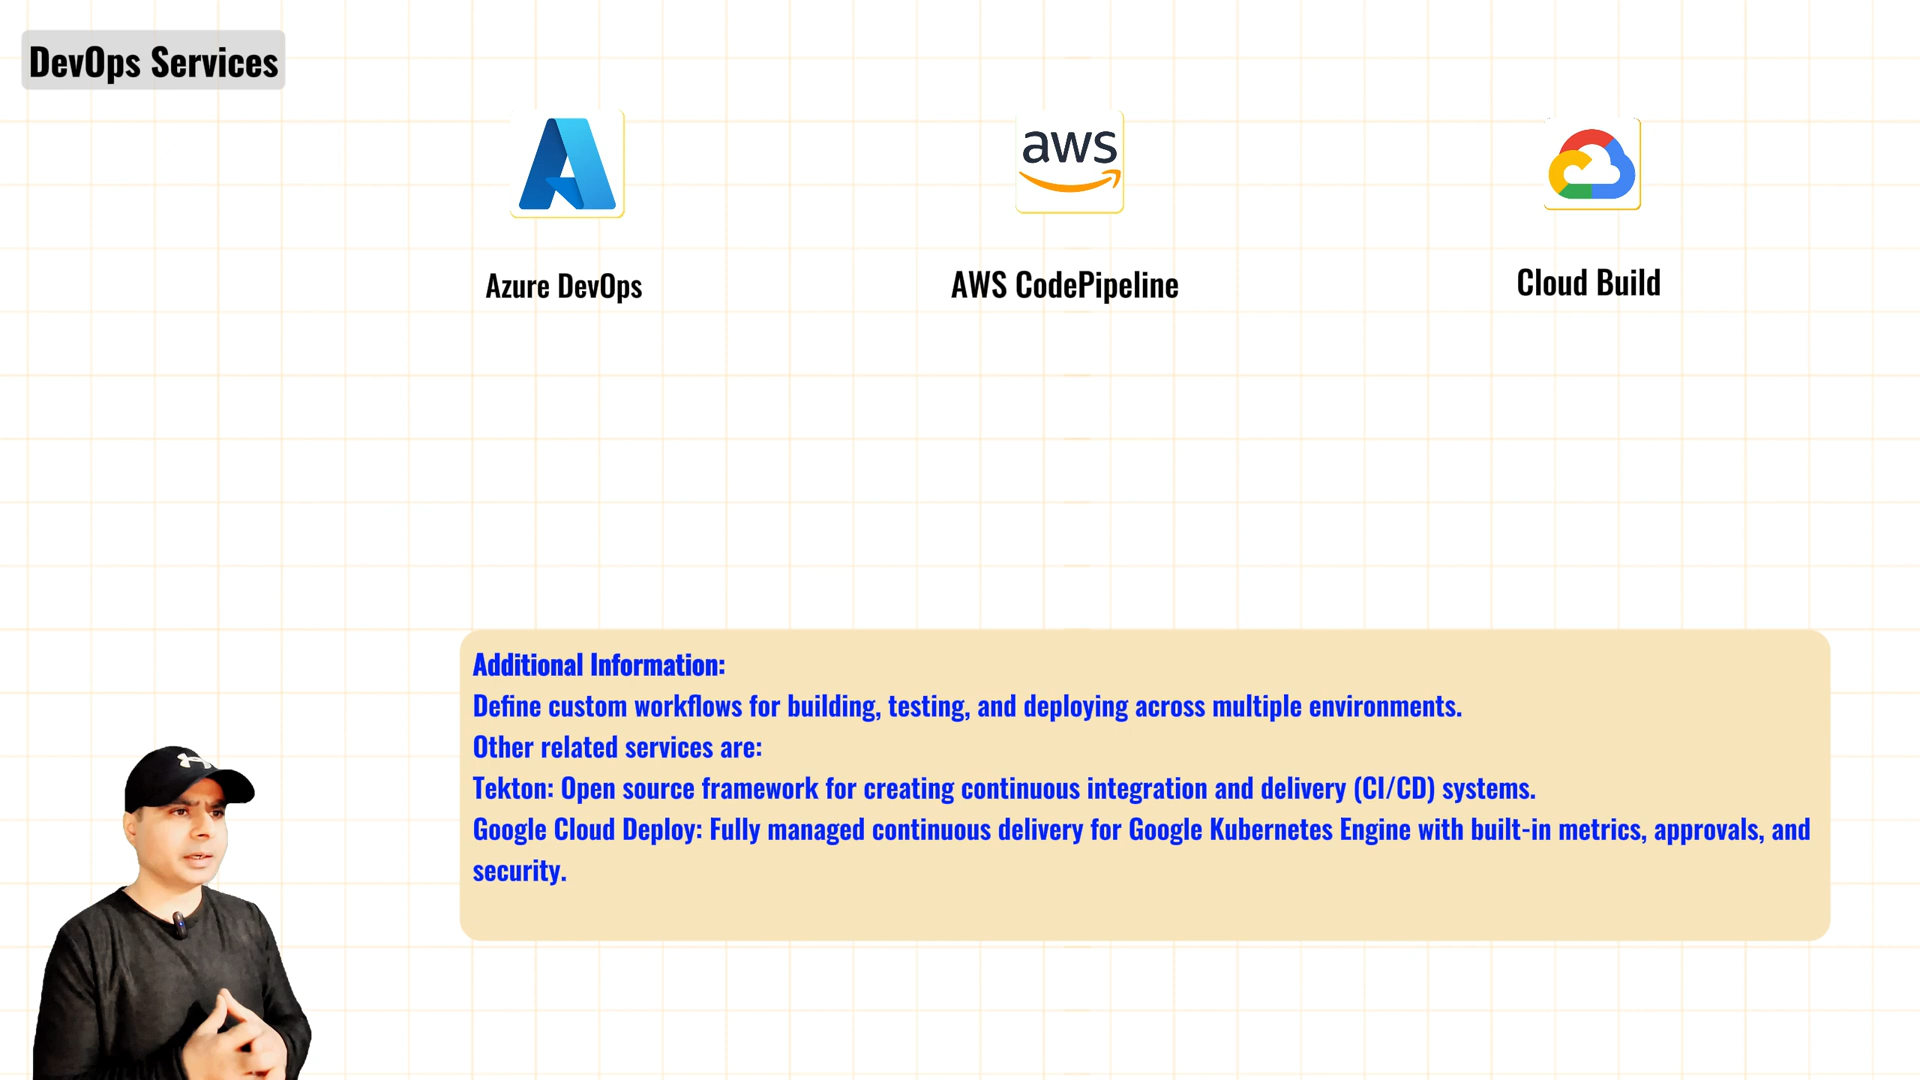 DevOps Services
aws
Azure DevOps
AWS CodePipeline
Cloud Build
Additional Information:
Define custom workflows for building, testing, and deploying across multiple environments.
Other related services are:
Tekton: Open source framework for creating continuous integration and delivery (CI/CD) systems.
Google Cloud Deploy: Fully managed continuous delivery for Google Kubernetes Engine with built-in metrics, approvals, and
security.